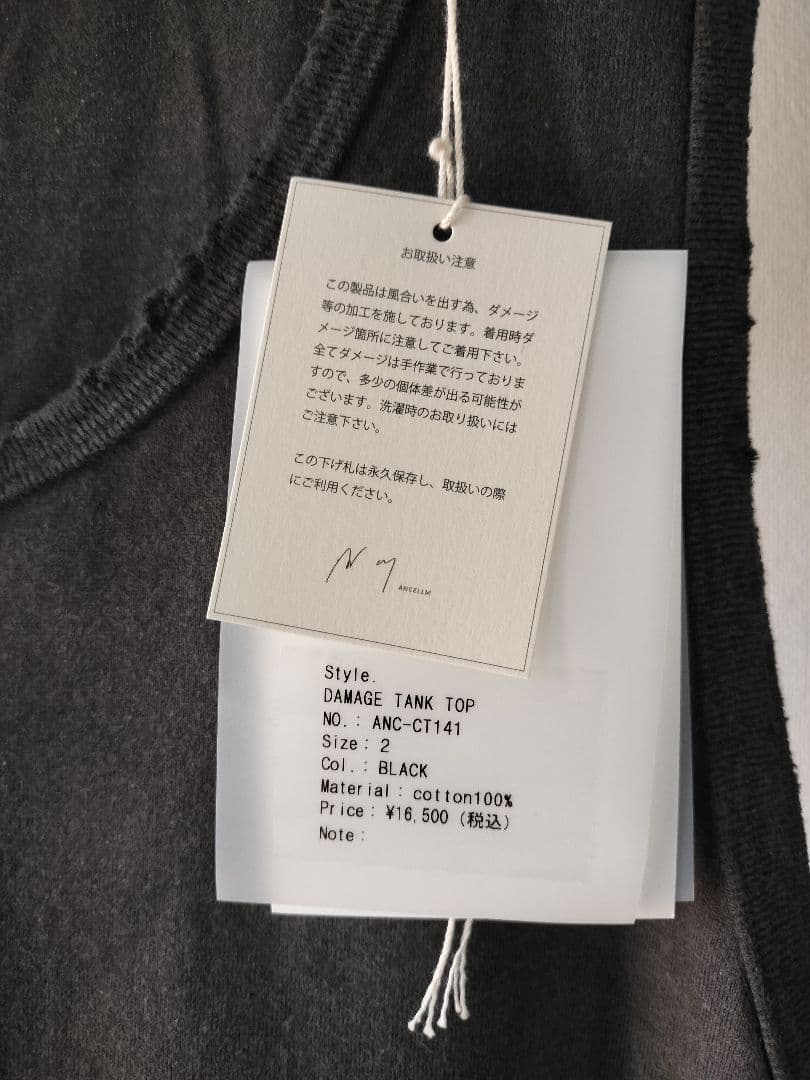 お取扱い注意
この製品は風合いを出す為、ダメージ
等の加工を施しております。着用時ダ
メージ箇所に注意してご着用下さい。
全てダメージは手作業で行っておりま
すので、多少の個体差が出る可能性が
ございます。洗濯時のお取り扱いには
ご注意下さい。
この下げ札は永久保存し、取扱いの際
にご利用ください。
ANCELLM
Style.
DAMAGE TANK TOP
NO.: ANC-CT141
Size: 2
Col.: BLACK
Material: cotton100%
Price: ¥16,500 (税込)
Note: